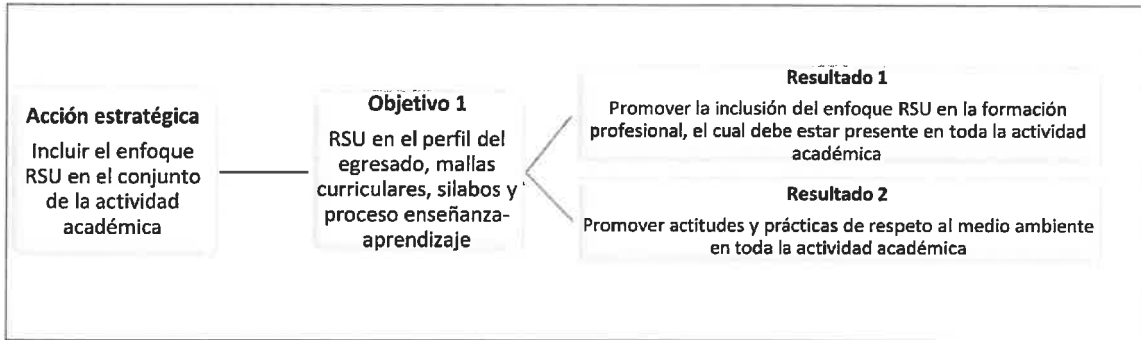 Acción estratégica
Incluir el enfoque
RSU en el conjunto
de la actividad
académica
Objetivo 1
RSU en el perfil del
egresado, mallas
curriculares, silabos y
proceso enseñanza-
aprendizaje
Resultado 1
Promover la inclusión del enfoque RSU en la formación
profesional, el cual debe estar presente en toda la actividad
académica
Resultado 2
Promover actitudes y prácticas de respeto al medio ambiente
en toda la actividad académica